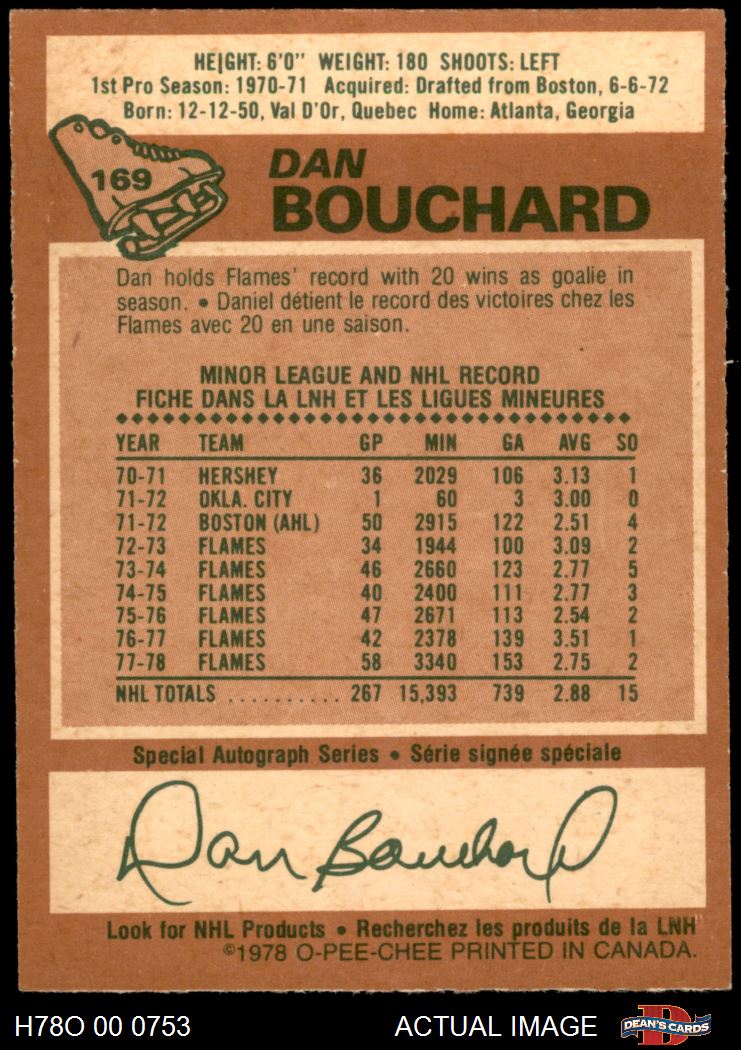 HEIGHT: 6'0" WEIGHT: 180 SHOOTS: LEFT
1st Pro Season: 1970-71 Acquired: Drafted from Boston, 6-6-72
Born: 12-12-50, Val D'Or, Quebec Home: Atlanta, Georgia
169
DAN
BOUCHARD
Dan holds Flames' record with 20 wins as goalie in
season. • Daniel détient le record des victoires chez les
Flames avec 20 en une saison.
MINOR LEAGUE AND NHL RECORD
FICHE DANS LA LNH ET LES LIGUES MINEURES
YEAR TEAM GP MIN GA AVG SO
70-71 HERSHEY 36 2029 106 3.13 1
71-72 OKLA. CITY 1 60 3 3.00 0
71-72 BOSTON (AHL) 50 2915 122 2.51 4
72-73 FLAMES 34 1944 100 3.09 2
73-74 FLAMES 46 2660 123 2.77 5
74-75 FLAMES 40 2400 111 2.77 3
75-76 FLAMES 47 2671 113 2.54 2
76-77 FLAMES 42 2378 139 3.51 1
77-78 FLAMES 58 3340 153 2.75 2
NHL TOTALS .......... 267 15,393 739 2.88 15
Special Autograph Series • Série signée spéciale
Dan Bouchard
Look for NHL Products • Recherchez les produits de la LNH
©1978 O-PEE-CHEE PRINTED IN CANADA.
H78O 00 0753 ACTUAL IMAGE D DEAN'S CARDS